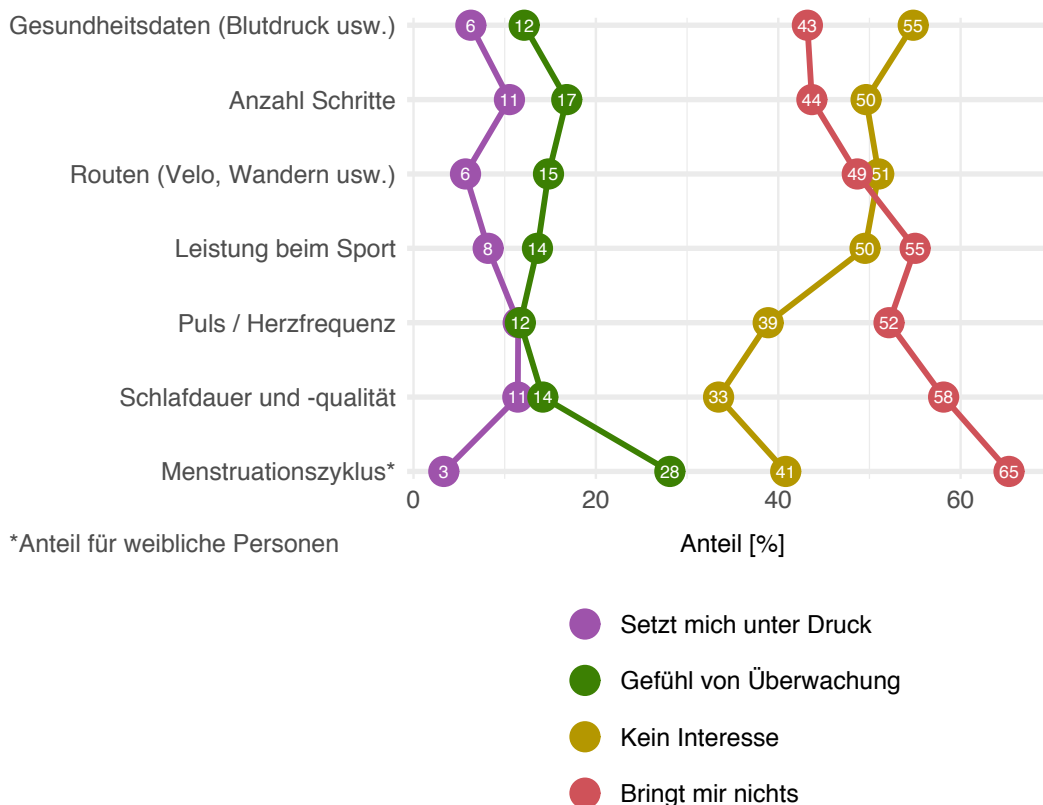 Gesundheitsdaten (Blutdruck usw.) 6 12 43 55
Anzahl Schritte 11 17 44 50
Routen (Velo, Wandern usw.) 6 15 49 51
Leistung beim Sport 8 14 50 55
Puls / Herzfrequenz 12 39 52
Schlafdauer und -qualität 11 14 33 58
Menstruationszyklus* 3 28 41 65
0 20 40 60
*Anteil für weibliche Personen Anteil [%]
Setzt mich unter Druck
Gefühl von Überwachung
Kein Interesse
Bringt mir nichts